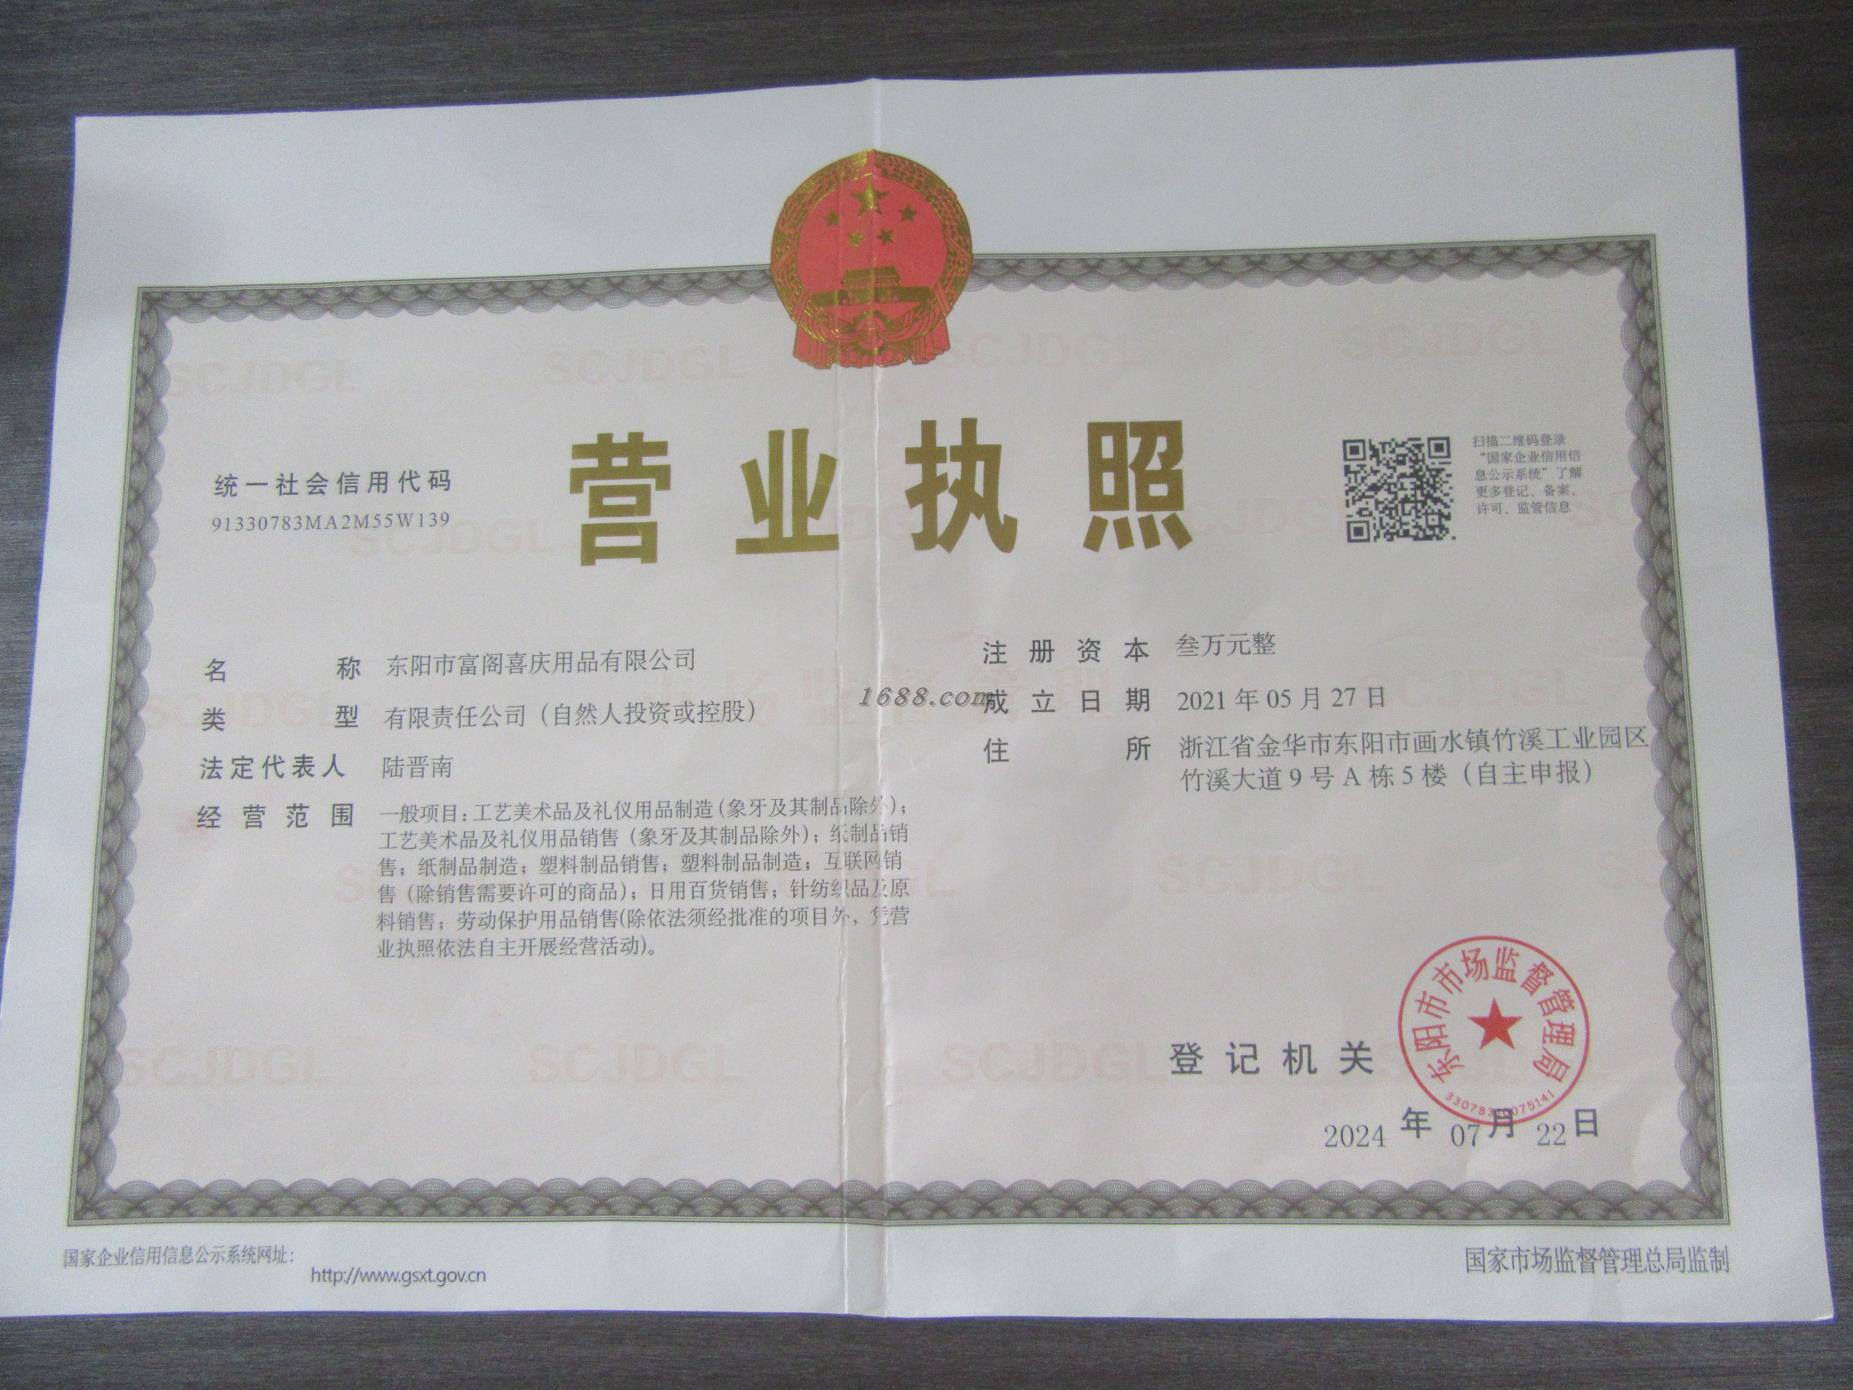 营业执照
统一社会信用代码
91330783MA2M55W139
扫描二维码登录
“国家企业信用信
息公示系统”了解
更多登记、备案、
许可、监管信息
名称 东阳市富阁喜庆用品有限公司
类型 有限责任公司（自然人投资或控股）
法定代表人 陆晋南
经营范围 一般项目：工艺美术品及礼仪用品制造（象牙及其制品除外）；
工艺美术品及礼仪用品销售（象牙及其制品除外）；纸制品销
售；纸制品制造；塑料制品销售；塑料制品制造；互联网销
售（除销售需要许可的商品）；日用百货销售；针纺织品及原
料销售；劳动保护用品销售(除依法须经批准的项目外，凭营
业执照依法自主开展经营活动)。
1688.com
注册资本 叁万元整
成立日期 2021年05月27日
住所 浙江省金华市东阳市画水镇竹溪工业园区
竹溪大道9号A栋5楼（自主申报）
登记机关
东阳市市场监督管理局
2024年07月22日
国家企业信用信息公示系统网址：
http://www.gsxt.gov.cn
国家市场监督管理总局监制
SCJDGL